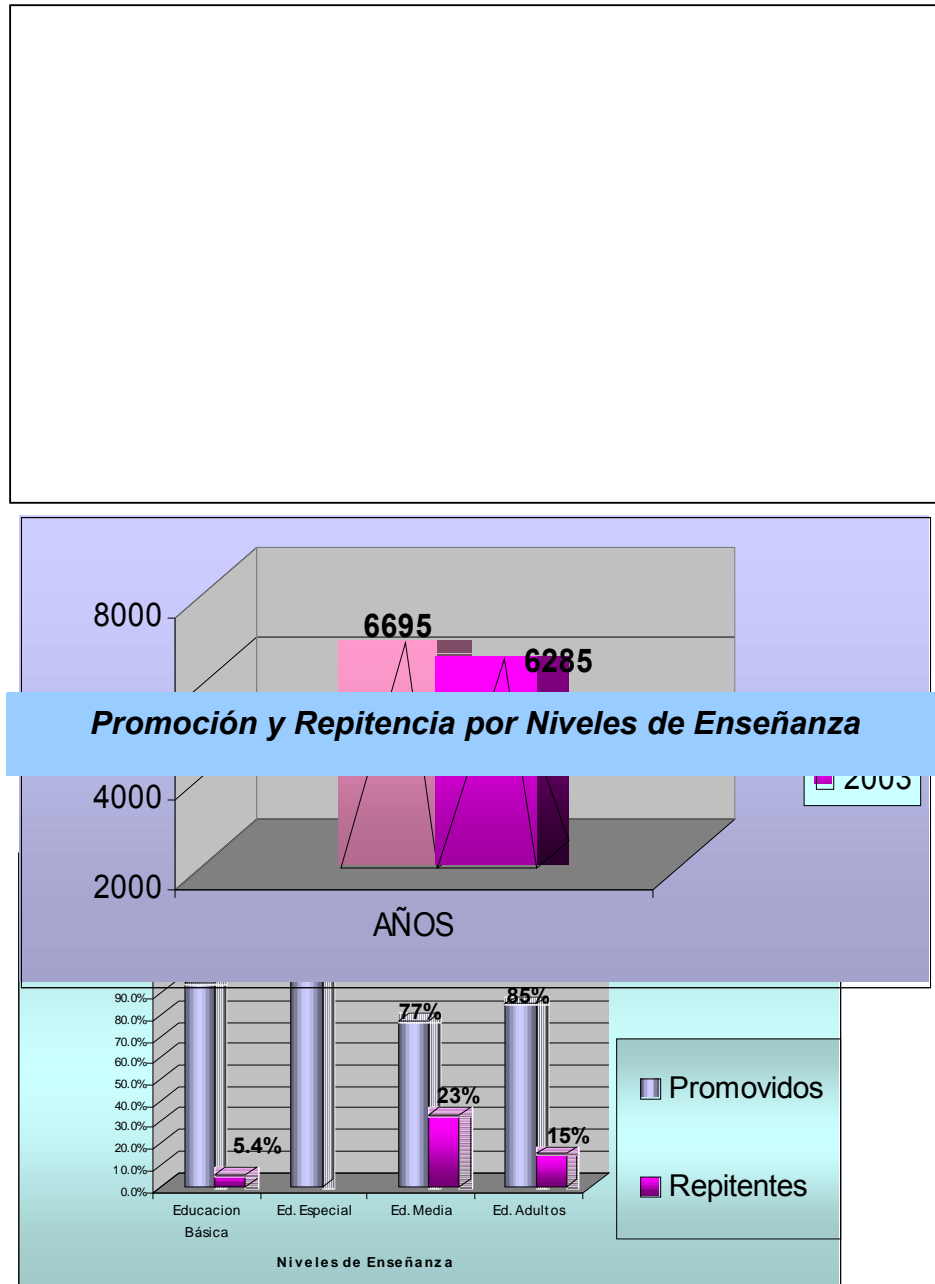 8000
6695
6285
Promoción y Repitencia por Niveles de Enseñanza
4000
2003
2000
AÑOS
90.0%
80.0%
70.0%
60.0%
50.0%
40.0%
30.0%
20.0%
10.0%
0.0%
77%
85%
23%
5.4%
15%
Promovidos
Repitentes
Educacion
Básica
Ed. Especial
Ed. Media
Ed. Adultos
Niveles de Enseñanza